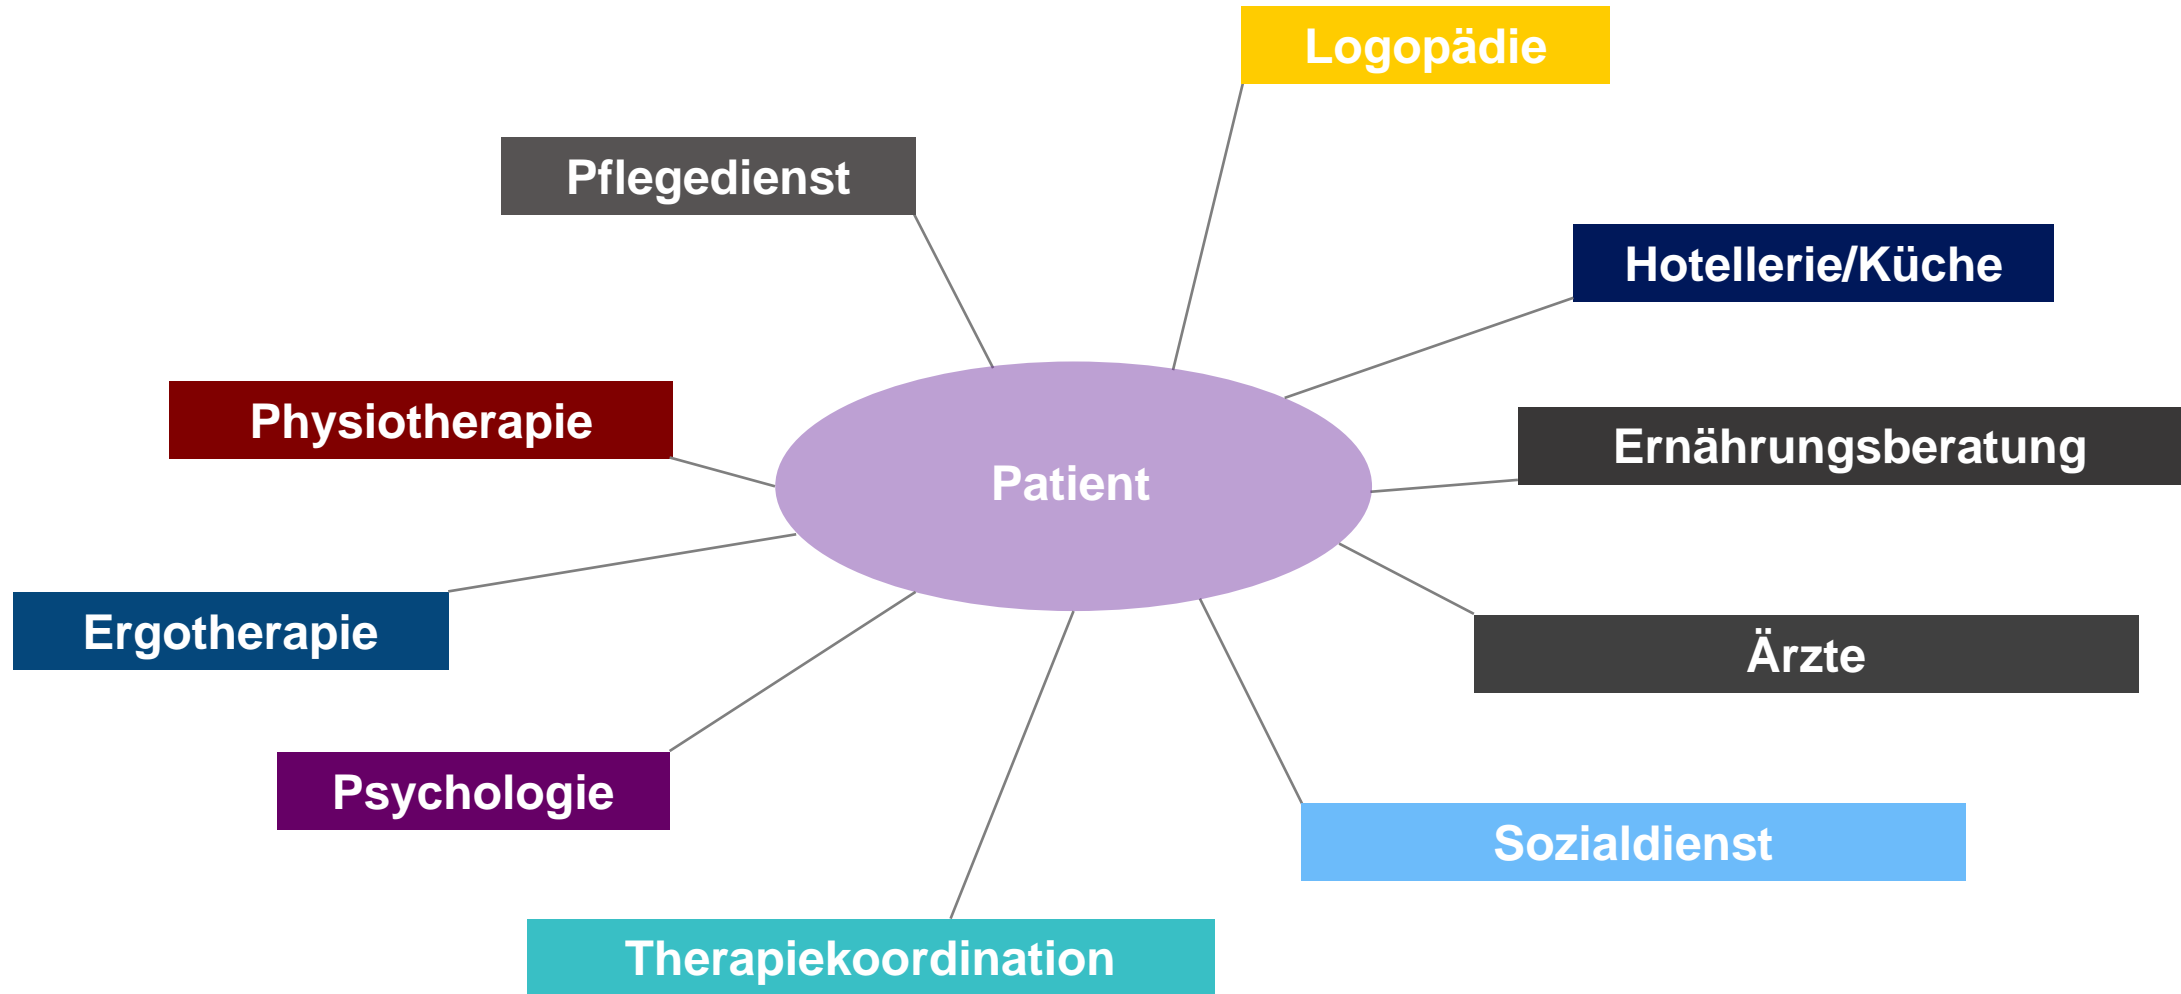 Logopädie
Pflegedienst
Hotellerie/Küche
Physiotherapie
Ernährungsberatung
Patient
Ergotherapie
Ärzte
Psychologie
Sozialdienst
Therapiekoordination